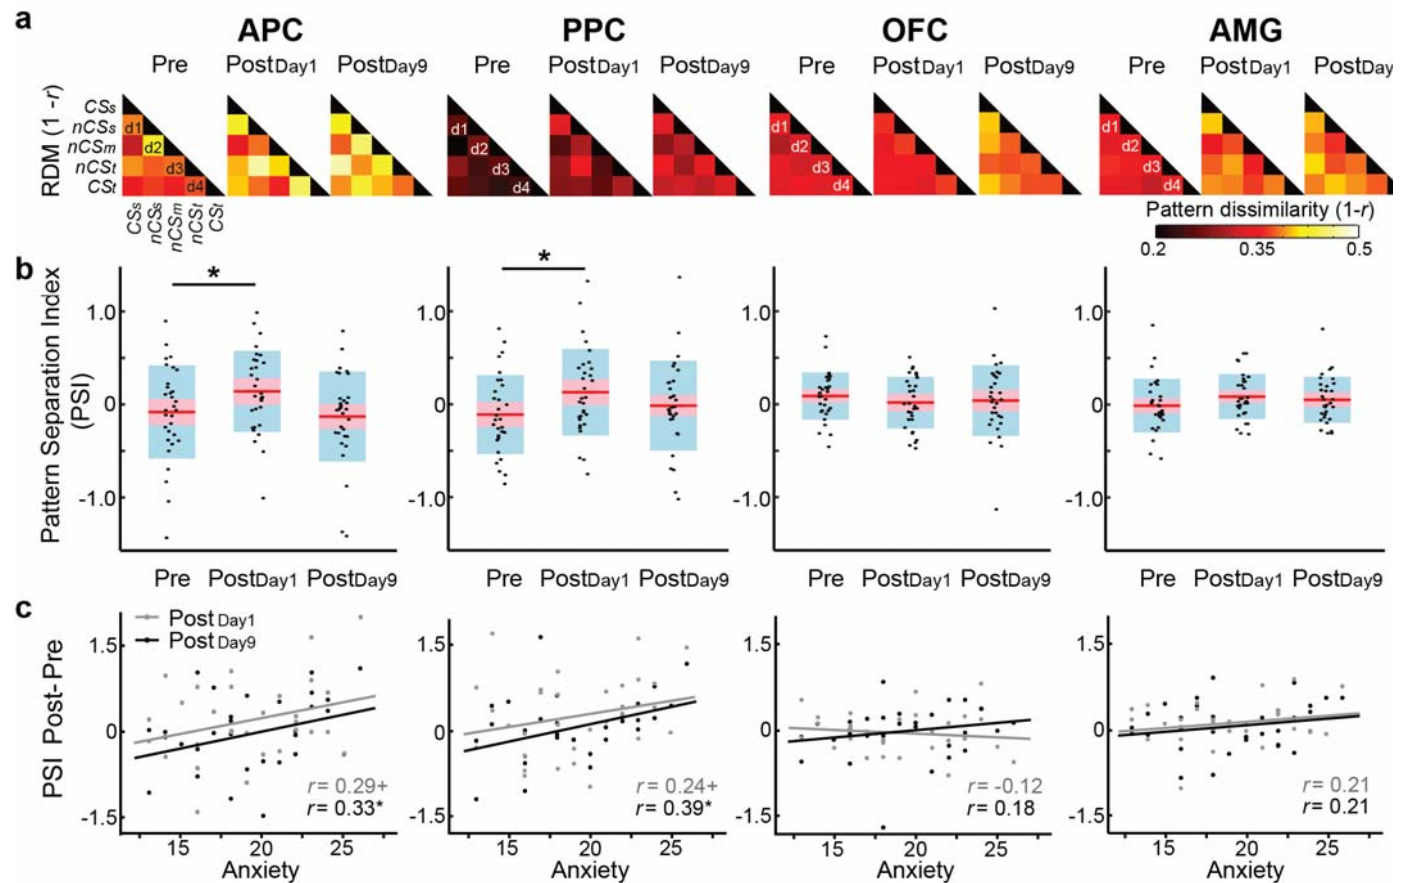 a
APC PPC OFC AMG
Pre PostDay1 PostDay9 Pre PostDay1 PostDay9 Pre PostDay1 PostDay9 Pre PostDay1 PostDay
RDM (1 -r)
CSs
nCSs d1 d1 d1 d1
nCSm d2 d2 d2 d2
nCSt d3 d3 d3 d3
CSt d4 d4 d4 d4
CSs nCSs nCSm nCSt CSt
Pattern dissimilarity (1-r)
0.2 0.35 0.5
b
Pattern Separation Index
(PSI)
* *
1.0 1.0 1.0 1.0
0 0 0 0
-1.0 -1.0 -1.0 -1.0
Pre PostDay1 PostDay9 Pre PostDay1 PostDay9 Pre PostDay1 PostDay9 Pre PostDay1 PostDay9
c
PSI Post-Pre
Post Day1
Post Day9
1.5 1.5 1.5 1.5
0 0 0 0
-1.5 -1.5 -1.5 -1.5
r= 0.29+ r= 0.24+ r= -0.12 r= 0.21
r= 0.33* r= 0.39* r= 0.18 r= 0.21
15 20 25 15 20 25 15 20 25 15 20 25
Anxiety Anxiety Anxiety Anxiety